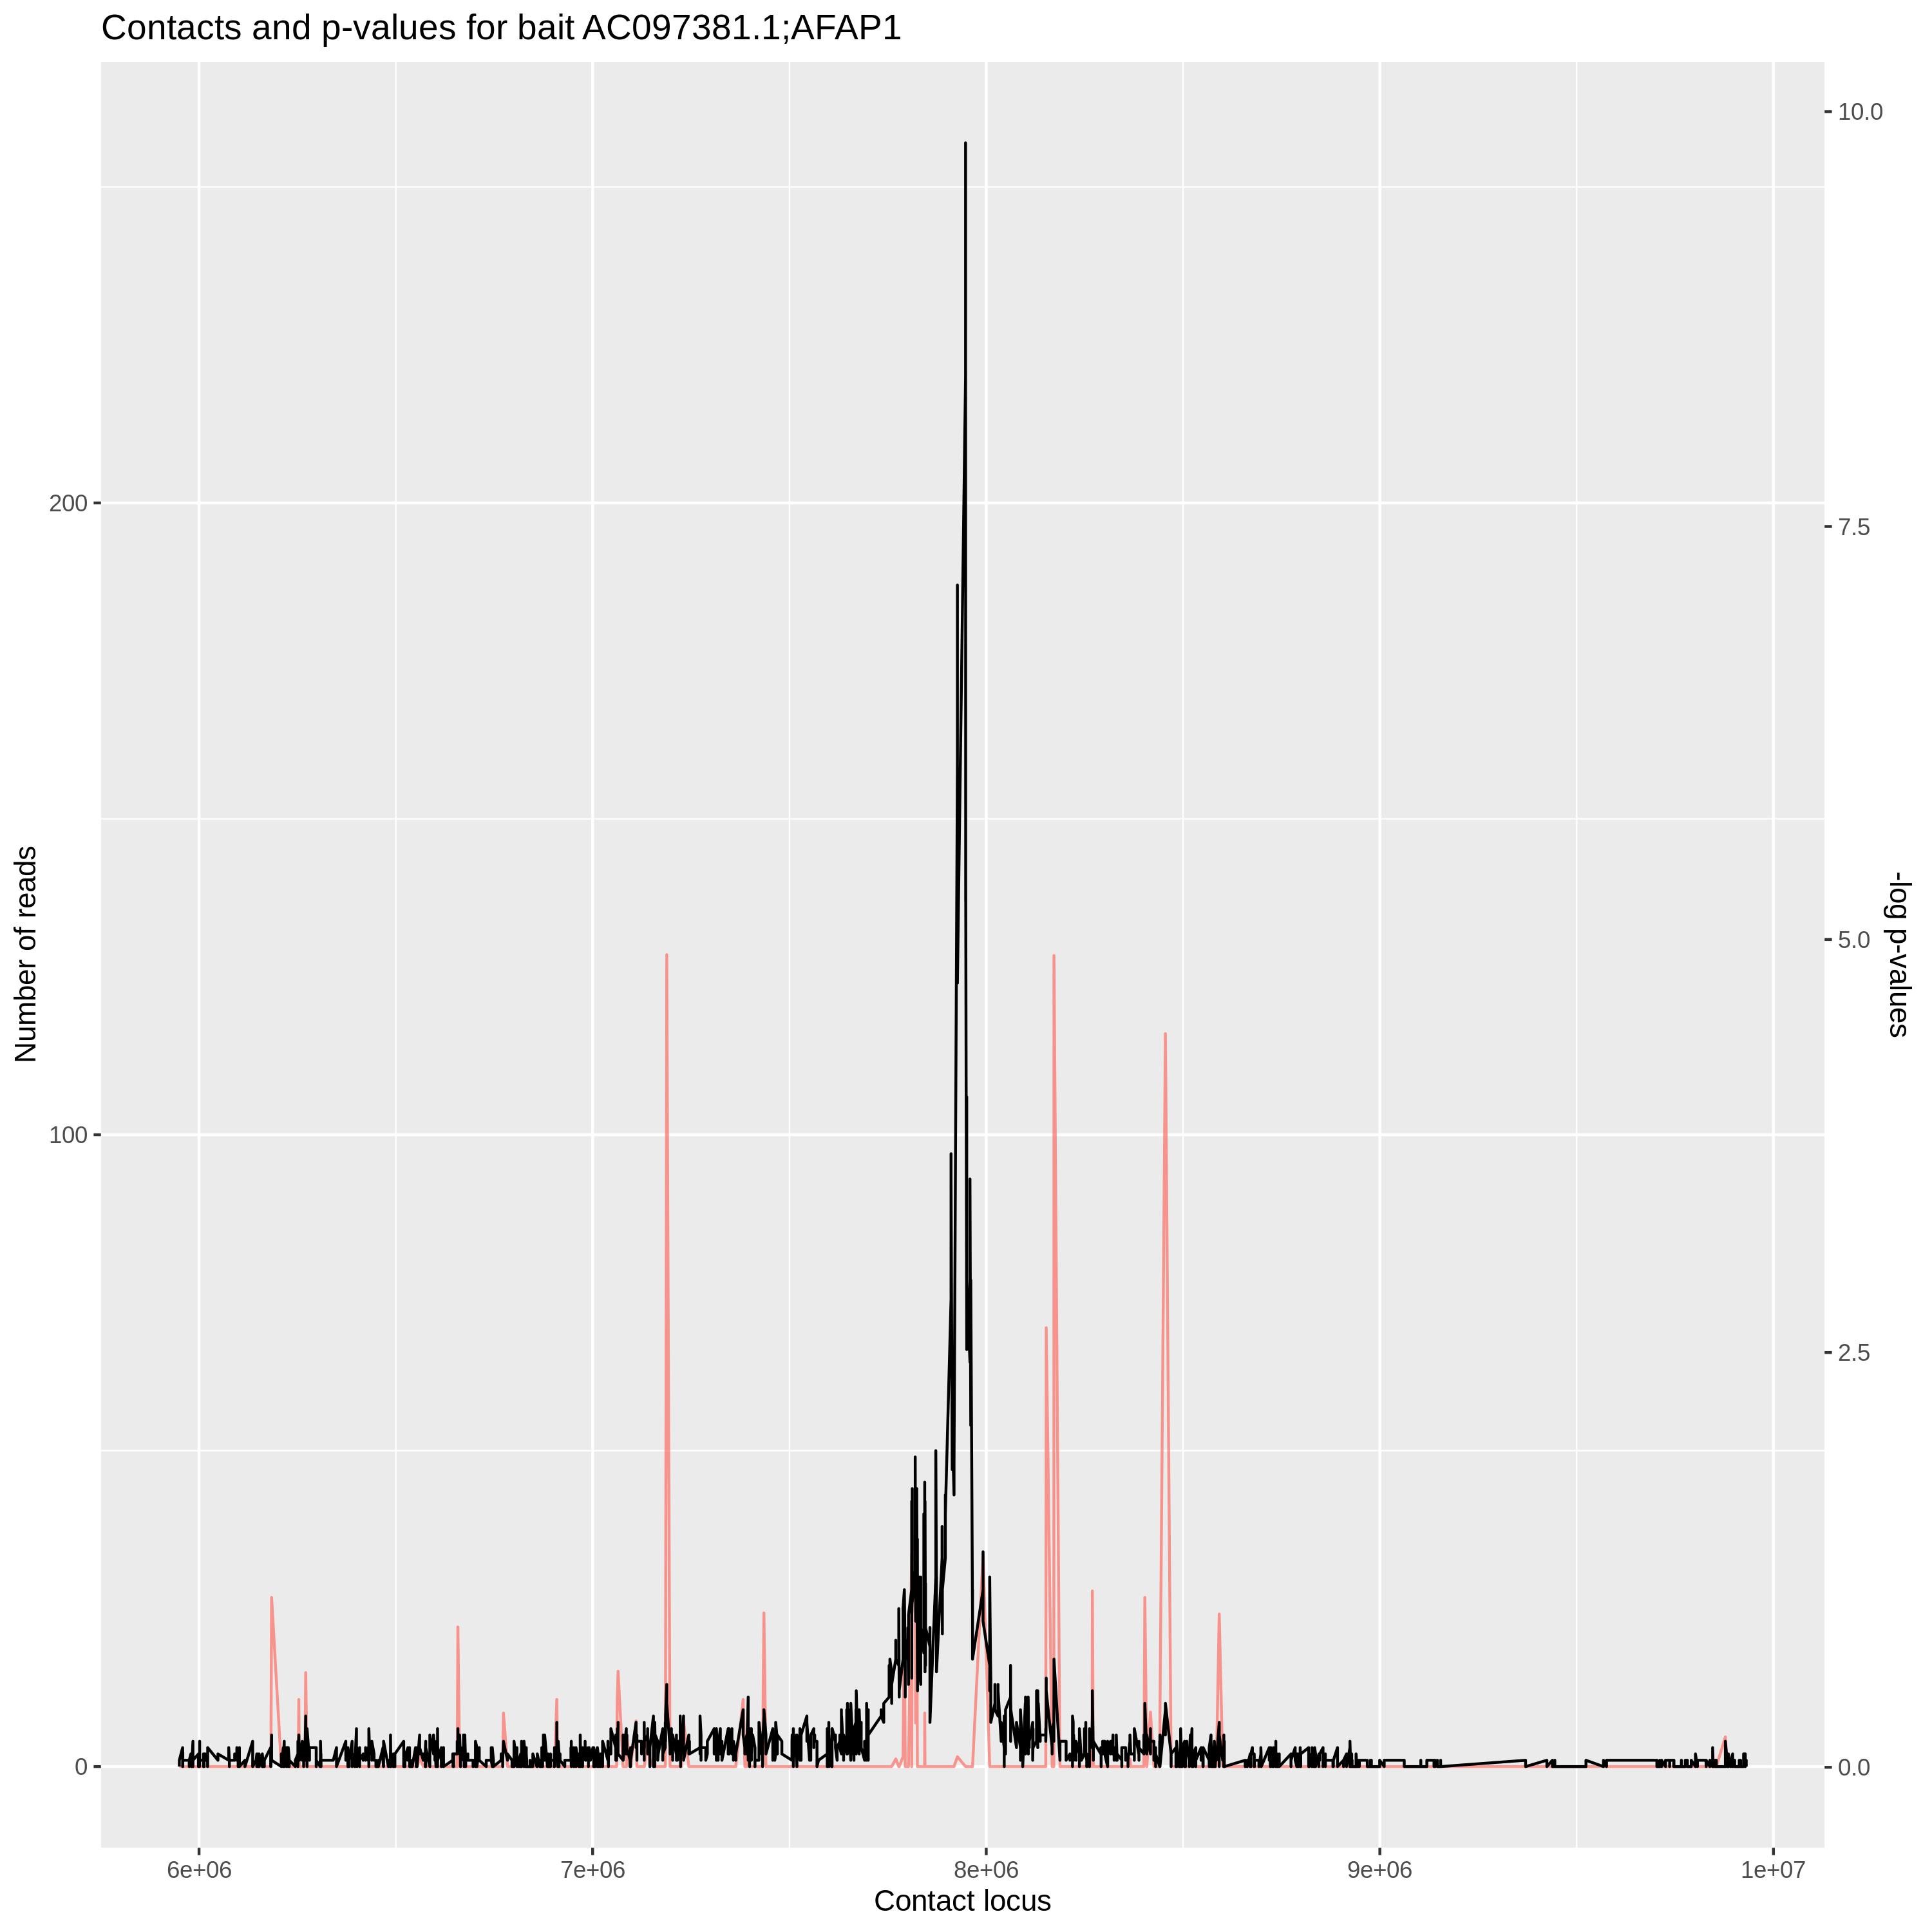 Contacts and p-values for bait AC097381.1;AFAP1
Number of reads
200
100
0
10.0
7.5
5.0
2.5
0.0
-log p-values
6e+06 7e+06 8e+06 9e+06 1e+07
Contact locus